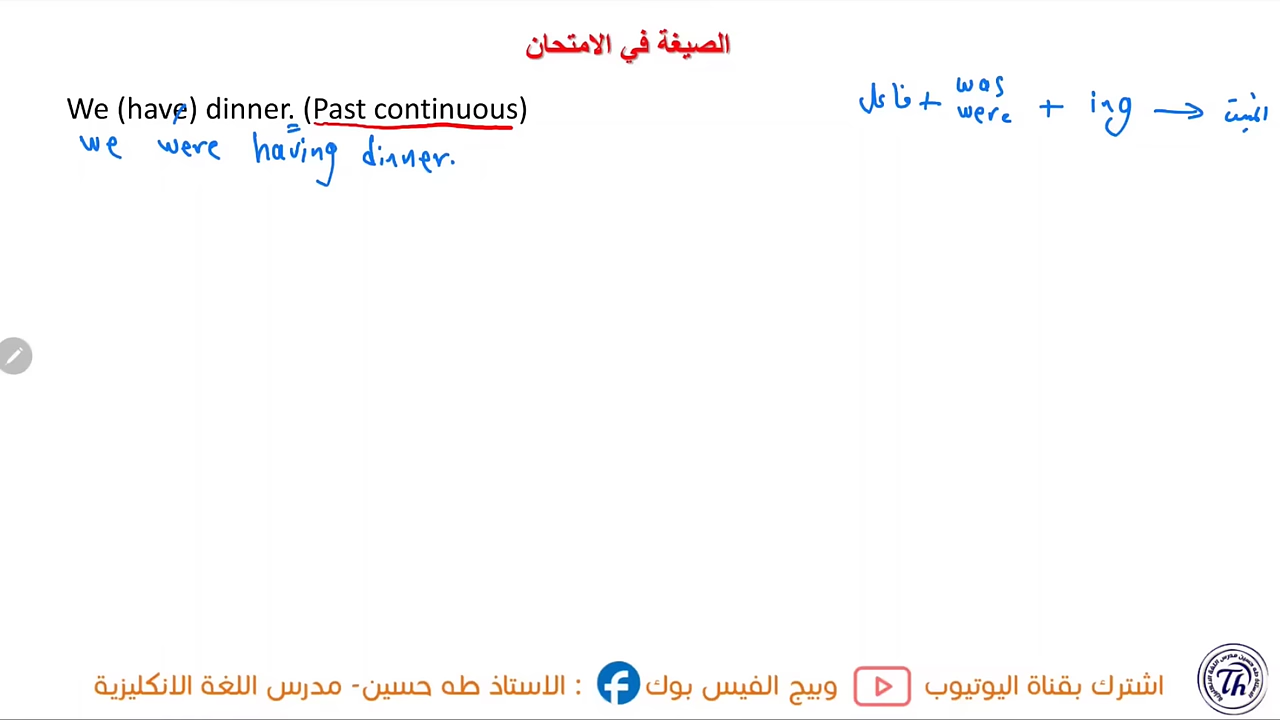 الصيغة في الامتحان
We (have) dinner. (Past continuous)
we were having dinner.
فاعل + was were + ing → المثبت
اشترك بقناة اليوتيوب وبيج الفيس بوك : الاستاذ طه حسين- مدرس اللغة الانكليزية
Th